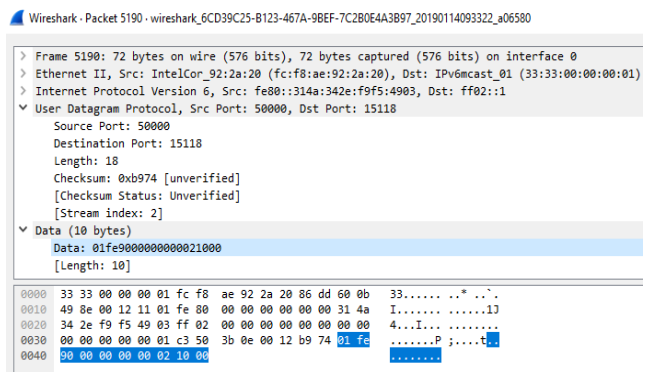 Wireshark · Packet 5190 · wireshark_6CD39C25-B123-467A-9BEF-7C2B0E4A3B97_20190114093322_a06580
> Frame 5190: 72 bytes on wire (576 bits), 72 bytes captured (576 bits) on interface 0
> Ethernet II, Src: IntelCor_92:2a:20 (fc:f8:ae:92:2a:20), Dst: IPv6mcast_01 (33:33:00:00:00:01)
> Internet Protocol Version 6, Src: fe80::314a:342e:f9f5:4903, Dst: ff02::1
User Datagram Protocol, Src Port: 50000, Dst Port: 15118
Source Port: 50000
Destination Port: 15118
Length: 18
Checksum: 0xb974 [unverified]
[Checksum Status: Unverified]
[Stream index: 2]
Data (10 bytes)
Data: 01fe9000000000021000
[Length: 10]
0000 33 33 00 00 00 01 fc f8 ae 92 2a 20 86 dd 60 0b 33...... ..* ..`.
0010 49 8e 00 12 11 01 fe 80 00 00 00 00 00 00 31 4a I....... ......1J
0020 34 2e f9 f5 49 03 ff 02 00 00 00 00 00 00 00 00 4...I... ........
0030 00 00 00 00 00 01 c3 50 3b 0e 00 12 b9 74 01 fe .......P ;....t..
0040 90 00 00 00 00 02 10 00 ........